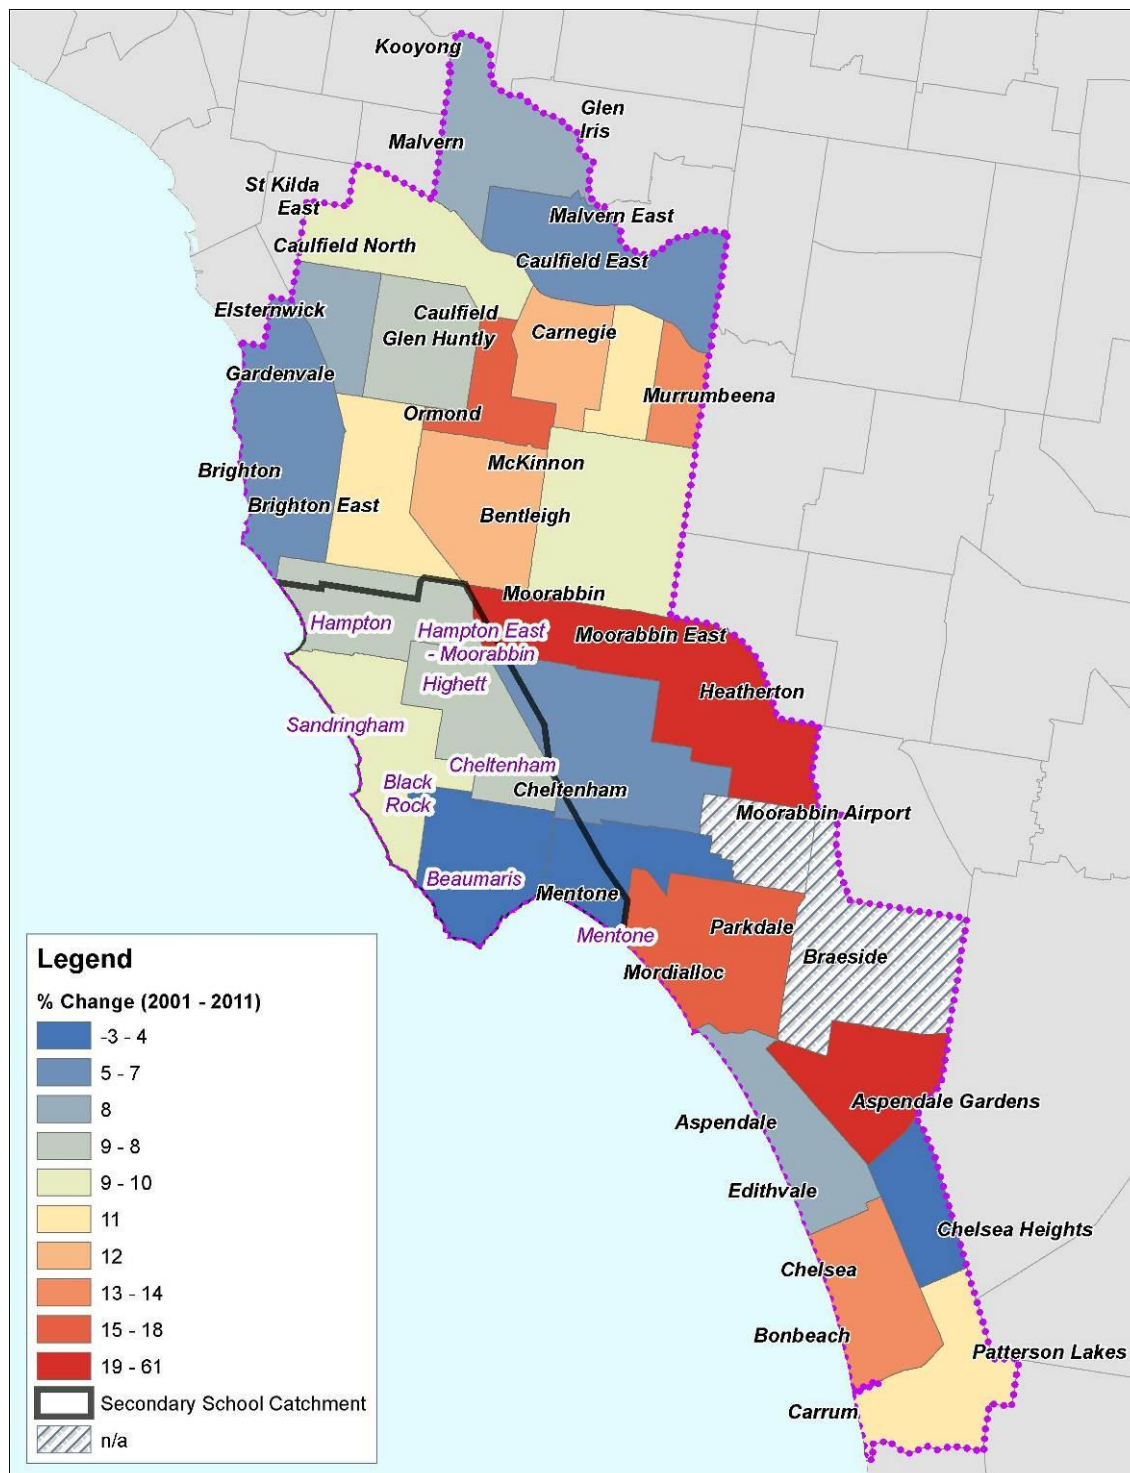 Kooyong
Glen
Iris
Malvern
St Kilda
East
Malvern East
Caulfield North
Caulfield East
Elsternwick
Caulfield
Glen Huntly
Carnegie
Gardenvale
Murrumbeena
Ormond
McKinnon
Brighton
Brighton East
Bentleigh
Moorabbin
Hampton
Hampton East
- Moorabbin
Moorabbin East
Highett
Heatherton
Sandringham
Cheltenham
Black
Rock
Cheltenham
Moorabbin Airport
Beaumaris
Mentone
Mentone
Parkdale
Braeside
Mordialloc
Aspendale Gardens
Aspendale
Edithvale
Chelsea Heights
Chelsea
Bonbeach
Patterson Lakes
Carrum
Legend
% Change (2001 - 2011)
-3 - 4
5 - 7
8
9 - 8
9 - 10
11
12
13 - 14
15 - 18
19 - 61
Secondary School Catchment
n/a